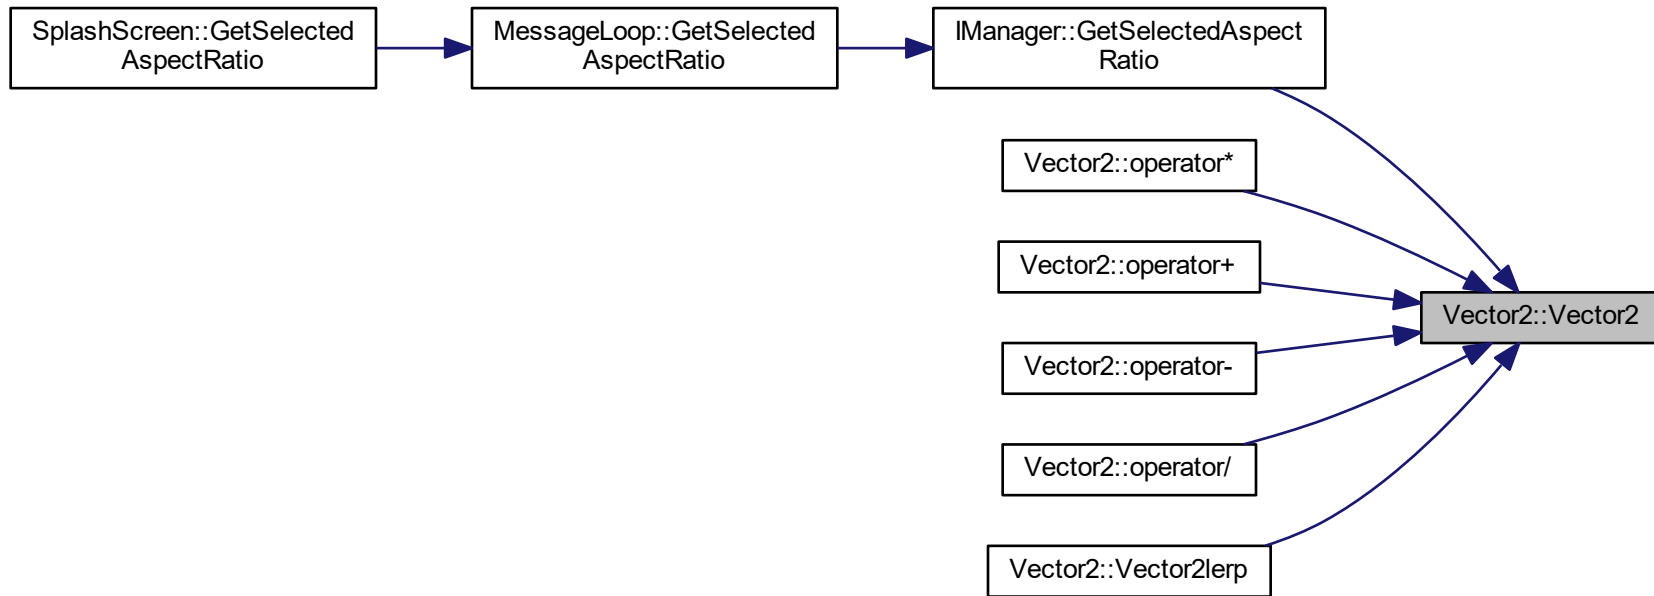 SplashScreen::GetSelected
AspectRatio
MessageLoop::GetSelected
AspectRatio
IManager::GetSelectedAspect
Ratio
Vector2::operator*
Vector2::operator+
Vector2::Vector2
Vector2::operator-
Vector2::operator/
Vector2::Vector2lerp